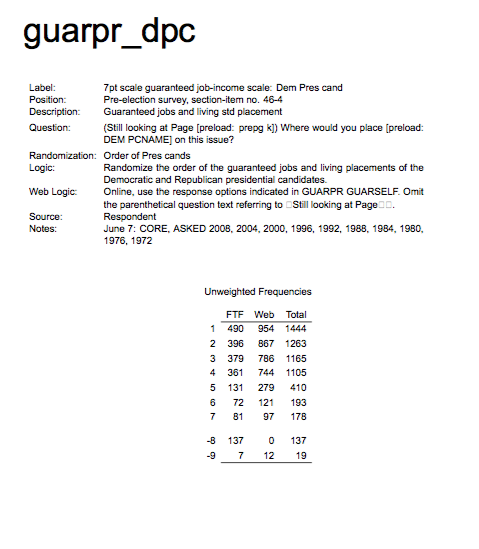 guarpr_dpc
Label: 7pt scale guaranteed job-income scale: Dem Pres cand
Position: Pre-election survey, section-item no. 46-4
Description: Guaranteed jobs and living std placement
Question: (Still looking at Page [preload: prepg k]) Where would you place [preload:
DEM PCNAME] on this issue?
Randomization: Order of Pres cands
Logic: Randomize the order of the guaranteed jobs and living placements of the
Democratic and Republican presidential candidates.
Web Logic: Online, use the response options indicated in GUARPR GUARSELF. Omit
the parenthetical question text referring to □Still looking at Page□□.
Source: Respondent
Notes: June 7: CORE, ASKED 2008, 2004, 2000, 1996, 1992, 1988, 1984, 1980,
1976, 1972
Unweighted Frequencies
FTF Web Total
1 490 954 1444
2 396 867 1263
3 379 786 1165
4 361 744 1105
5 131 279 410
6 72 121 193
7 81 97 178
-8 137 0 137
-9 7 12 19